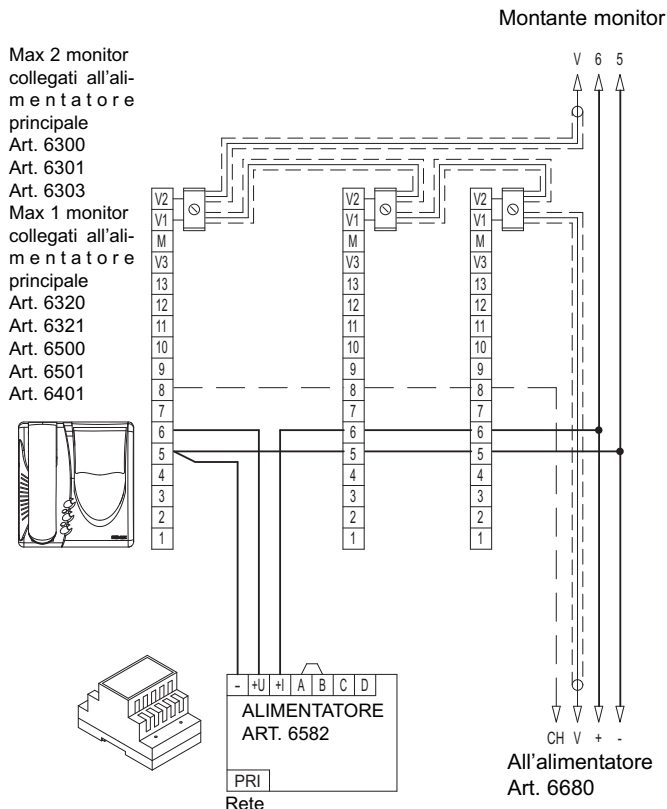 Montante monitor
V 6 5
Max 2 monitor
collegati all'ali-
mentatore
principale
Art. 6300
Art. 6301
Art. 6303
Max 1 monitor
collegati all'ali-
mentatore
principale
Art. 6320
Art. 6321
Art. 6500
Art. 6501
Art. 6401
V2 V2 V2
V1 V1 V1
M M M
V3 V3 V3
13 13 13
12 12 12
11 11 11
10 10 10
9 9 9
8 8 8
7 7 7
6 6 6
5 5 5
4 4 4
3 3 3
2 2 2
1 1 1
- +U +I A B C D
ALIMENTATORE
ART. 6582
PRI
Rete
CH V + -
All'alimentatore
Art. 6680